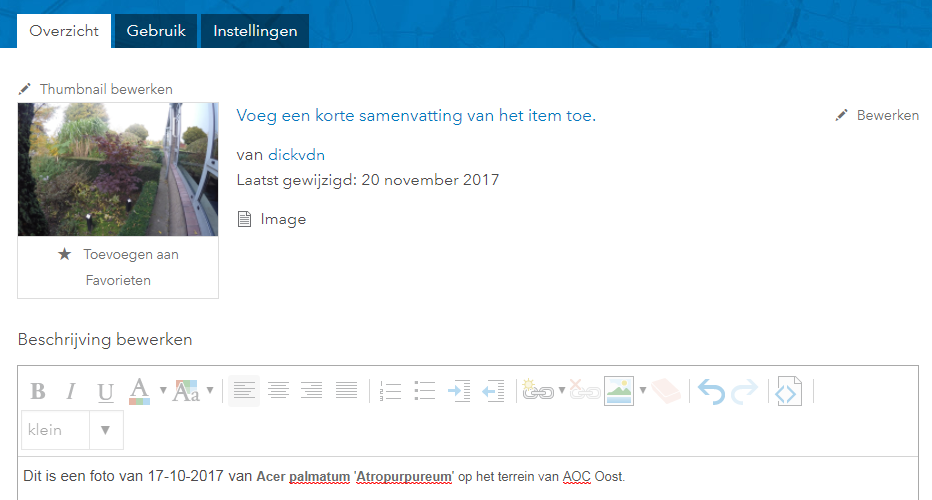 Overzicht
Gebruik
Instellingen
Thumbnail bewerken
Voeg een korte samenvatting van het item toe.
Bewerken
van dickvdn
Laatst gewijzigd: 20 november 2017
Image
Toevoegen aan
Favorieten
Beschrijving bewerken
B I U A Aa
klein
Dit is een foto van 17-10-2017 van Acer palmatum 'Atropurpureum' op het terrein van AOC Oost.